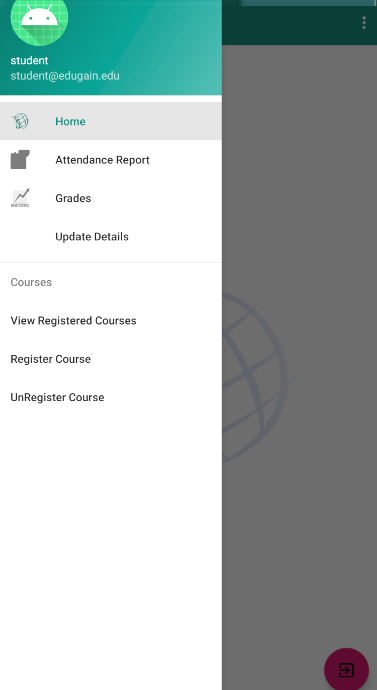 student
student@edugain.edu
Home
Attendance Report
Grades
Update Details
Courses
View Registered Courses
Register Course
UnRegister Course